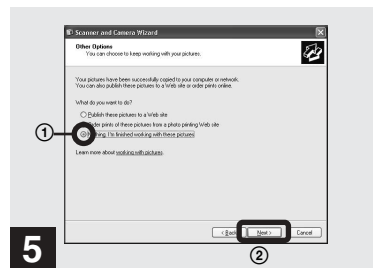 Scanner and Camera Wizard
Other Options
You can choose to keep working with your pictures.
Your pictures have been successfully copied to your computer or network.
You can also publish these pictures to a Web site or order prints online.
What do you want to do?
Publish these pictures to a Web site
Order prints of these pictures from a photo printing Web site
1
Nothing. I'm finished working with these pictures
Learn more about working with pictures.
< Back Next > Cancel
5
2